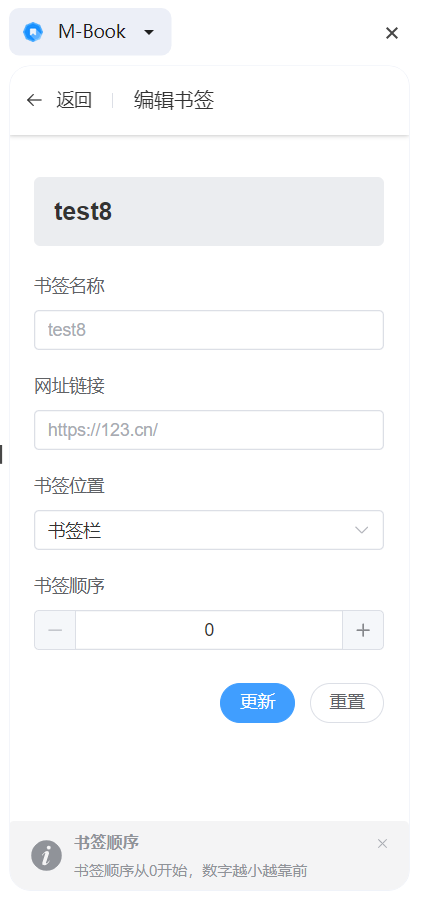 M-Book
返回
编辑书签
test8
书签名称
test8
网址链接
https://123.cn/
书签位置
书签栏
书签顺序
0
更新
重置
书签顺序
书签顺序从0开始，数字越小越靠前